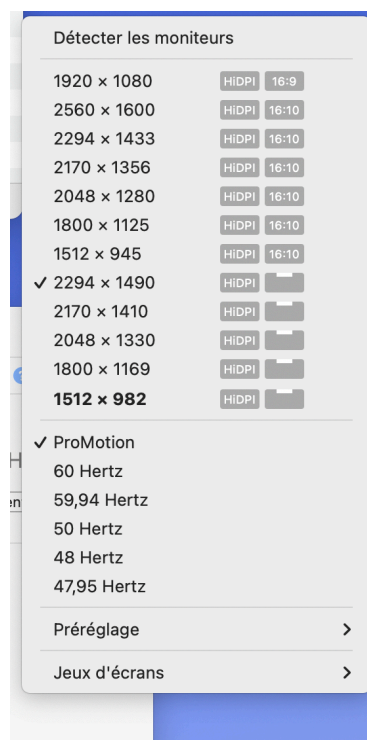 Détecter les moniteurs
1920 × 1080 HiDPI 16:9
2560 × 1600 HiDPI 16:10
2294 × 1433 HiDPI 16:10
2170 × 1356 HiDPI 16:10
2048 × 1280 HiDPI 16:10
1800 × 1125 HiDPI 16:10
1512 × 945 HiDPI 16:10
✓ 2294 × 1490 HiDPI
2170 × 1410 HiDPI
2048 × 1330 HiDPI
1800 × 1169 HiDPI
1512 × 982 HiDPI
✓ ProMotion
60 Hertz
59,94 Hertz
50 Hertz
48 Hertz
47,95 Hertz
Préréglage
Jeux d'écrans